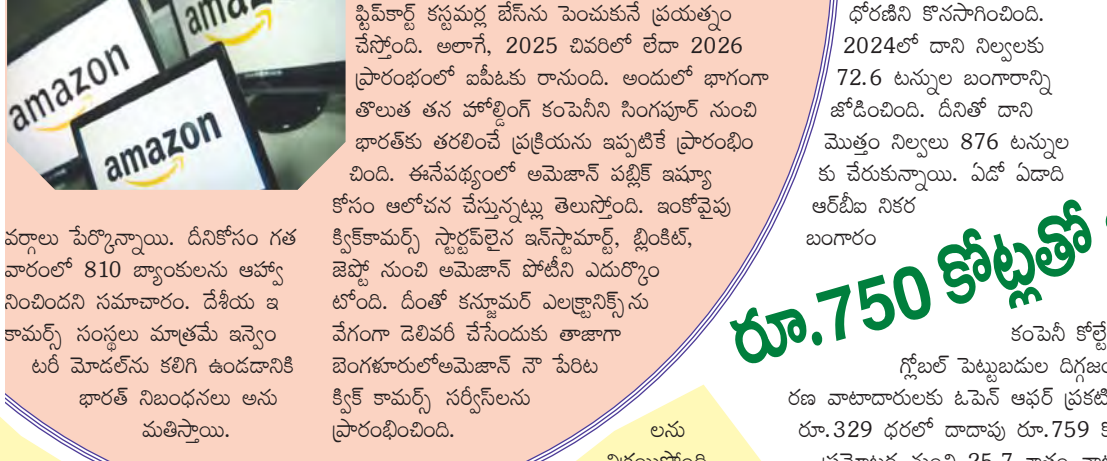 amazon
amazon
వర్గాలు పేర్కొన్నాయి. దీనికోసం గత
వారంలో 810 బ్యాంకులను ఆహ్వా
నించిందని సమాచారం. దేశీయ ఇ
కామర్స్ సంస్థలు మాత్రమే ఇన్వెం
టరీ మోడల్‌ను కలిగి ఉండడానికి
భారత్ నిబంధనలు అను
మతిస్తాయి.
ఫ్లిప్‌కార్ట్ కస్టమర్ల బేస్‌ను పెంచుకునే ప్రయత్నం
చేస్తోంది. అలాగే, 2025 చివరిలో లేదా 2026
ప్రారంభంలో ఐపీఓకు రానుంది. అందులో భాగంగా
తొలుత తన హోల్డింగ్ కంపెనీని సింగపూర్ నుంచి
భారత్‌కు తరలించే ప్రక్రియను ఇప్పటికే ప్రారంభిం
చింది. ఈనేపథ్యంలో అమెజాన్ పబ్లిక్ ఇష్యూ
కోసం ఆలోచన చేస్తున్నట్లు తెలుస్తోంది. ఇంకోవైపు
క్విక్‌కామర్స్ స్టార్టప్‌లైన ఇన్‌స్టామార్ట్, బ్లింకిట్,
జెప్టో నుంచి అమెజాన్ పోటీని ఎదుర్కొం
టోంది. దీంతో కన్జూమర్ ఎలక్ట్రానిక్స్‌ను
వేగంగా డెలివరీ చేసేందుకు తాజాగా
బెంగళూరులోఅమెజాన్ నౌ పేరిట
క్విక్ కామర్స్ సర్వీస్‌లను
ప్రారంభించింది.
ధోరణిని కొనసాగించింది.
2024లో దాని నిల్వలకు
72.6 టన్నుల బంగారాన్ని
జోడించింది. దీనితో దాని
మొత్తం నిల్వలు 876 టన్నుల
కు చేరుకున్నాయి. ఏడో ఏడాది
ఆర్‌బీఐ నికర
బంగారం
లను
రూ.750 కోట్లతో
కంపెనీ
గ్లోబల్ పెట్టుబడుల
రణ వాటాదారులకు ఓపెన్ ఆఫర్
రూ.329 ధరలో దాదాపు రూ.759